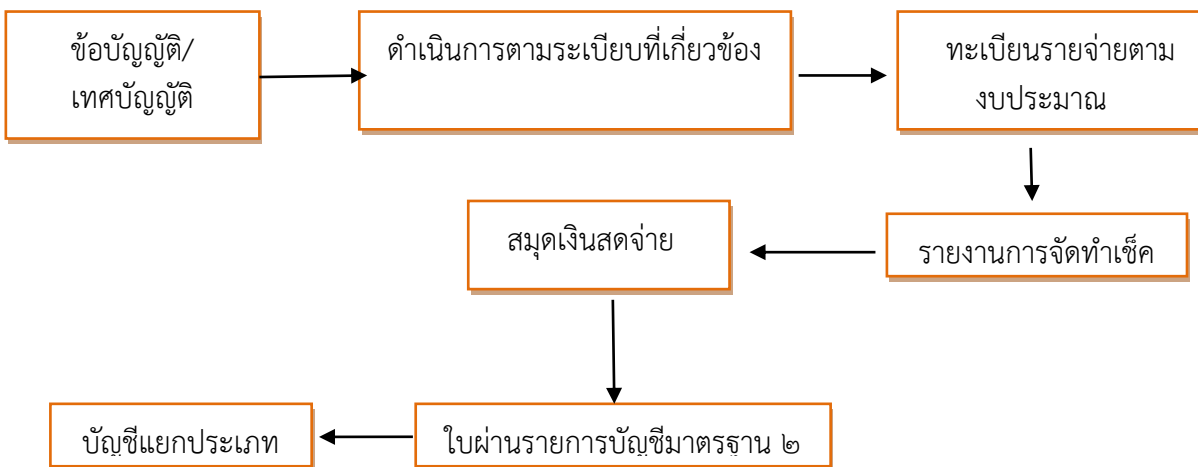 ข้อบัญญัติ/
เทศบัญญัติ
ดำเนินการตามระเบียบที่เกี่ยวข้อง
ทะเบียนรายจ่ายตาม
งบประมาณ
รายงานการจัดทำเช็ค
สมุดเงินสดจ่าย
ใบผ่านรายการบัญชีมาตรฐาน ๒
บัญชีแยกประเภท